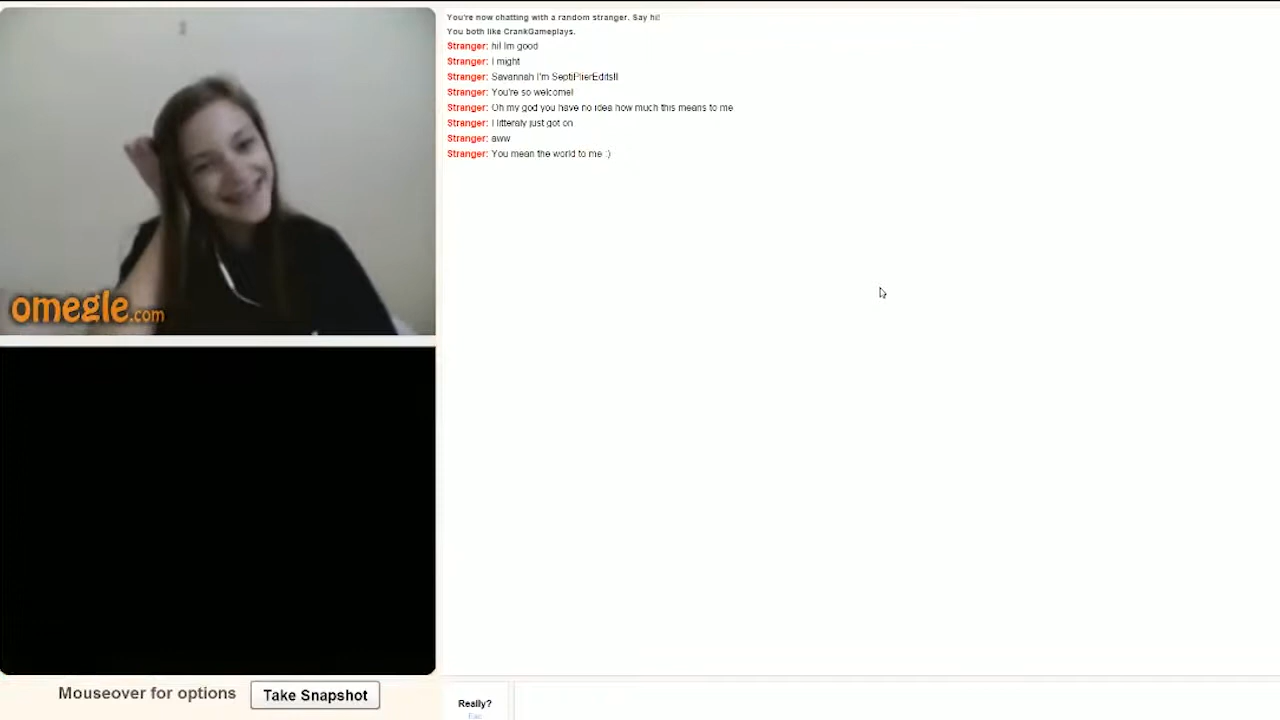 You're now chatting with a random stranger. Say hi!
You both like CrankGameplays.
Stranger: hi! Im good
Stranger: I might
Stranger: Savannah I'm SeptiPlierEdits!!
Stranger: You're so welcome!
Stranger: Oh my god you have no idea how much this means to me
Stranger: I litteraly just got on
Stranger: aww
Stranger: You mean the world to me :)
omegle.com
Mouseover for options
Take Snapshot
Really?
Esc